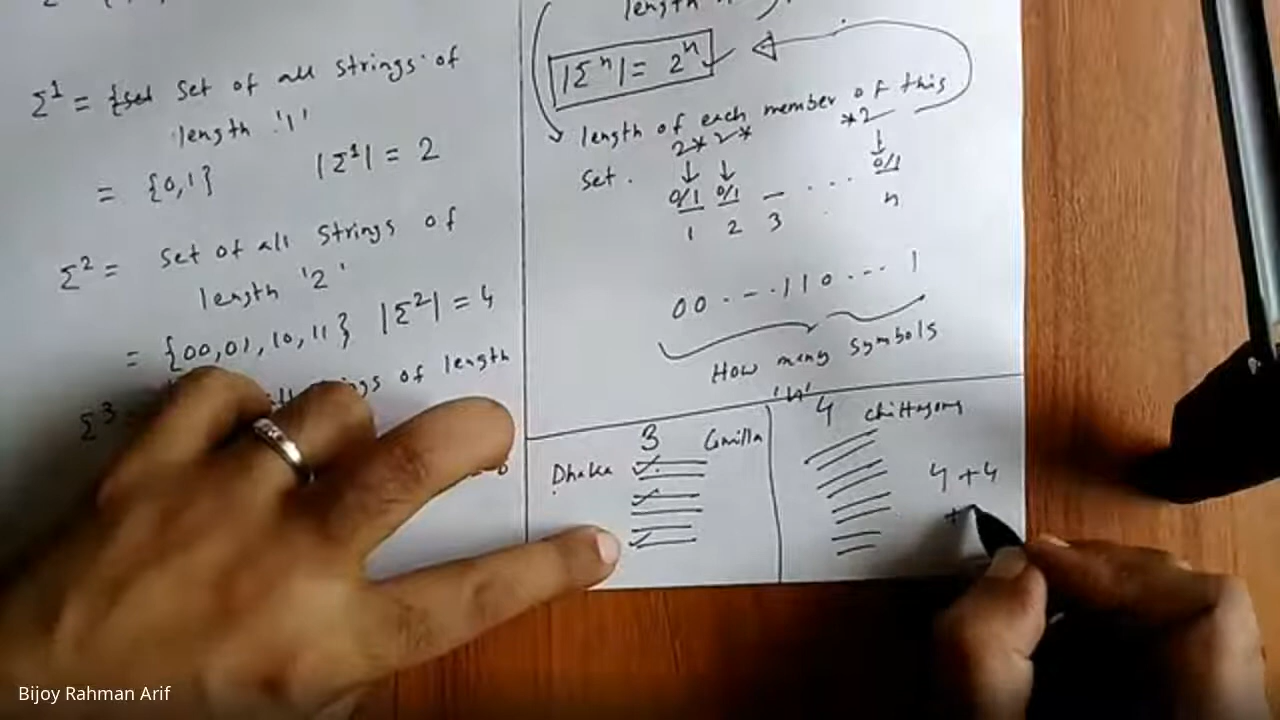 Σ¹ = {set Set of all strings of
length '1'
= {0,1} |Σ¹| = 2
Σ² = Set of all Strings of
length '2'
= {00,01,10,11} |Σ²| = 4
Σ³ of length
length
|Σⁿ| = 2ⁿ
length of each member of this
set. 2* 2* *2
0/1 0/1 — ... 0/1
1 2 3 . n
00.--.110...1
How many symbols
'n'
3 Comilla
Dhaka
4 Chittagong
4+4
+
Bijoy Rahman Arif